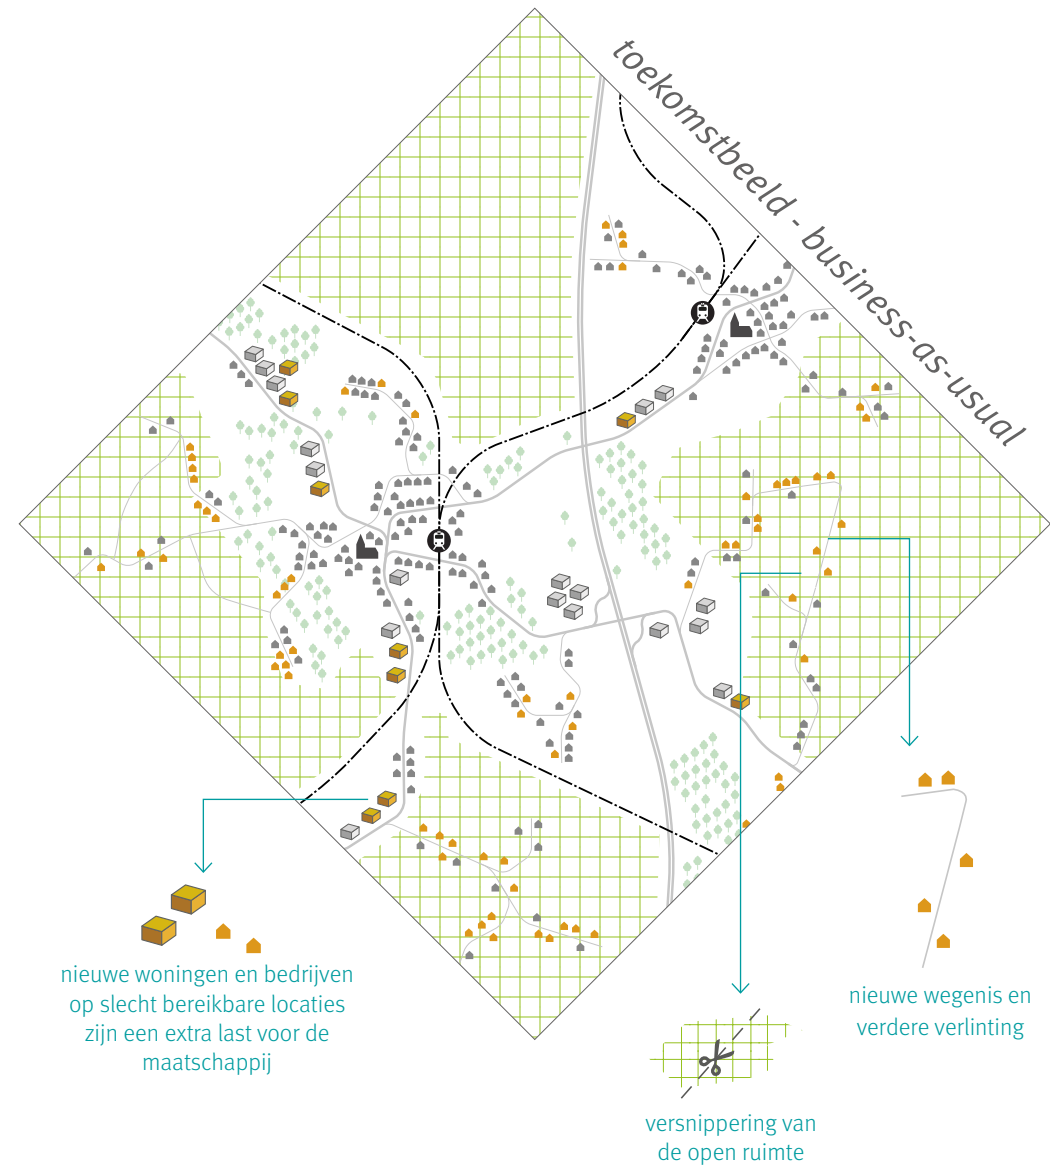 toekomstbeeld - business-as-usual
nieuwe woningen en bedrijven
op slecht bereikbare locaties
zijn een extra last voor de
maatschappij
nieuwe wegenis en
verdere verlinting
versnippering van
de open ruimte